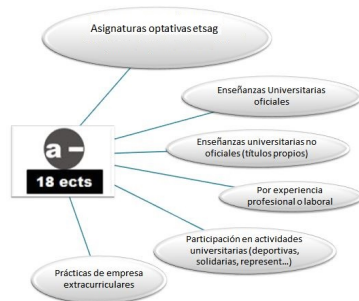 Asignaturas optativas etsag
Enseñanzas Universitarias
oficiales
a -
18 ects
Enseñanzas universitarias no
oficiales (títulos propios)
Por experiencia
profesional o laboral
Participación en actividades
universitarias (deportivas,
solidarias, represent...)
Prácticas de empresa
extracurriculares